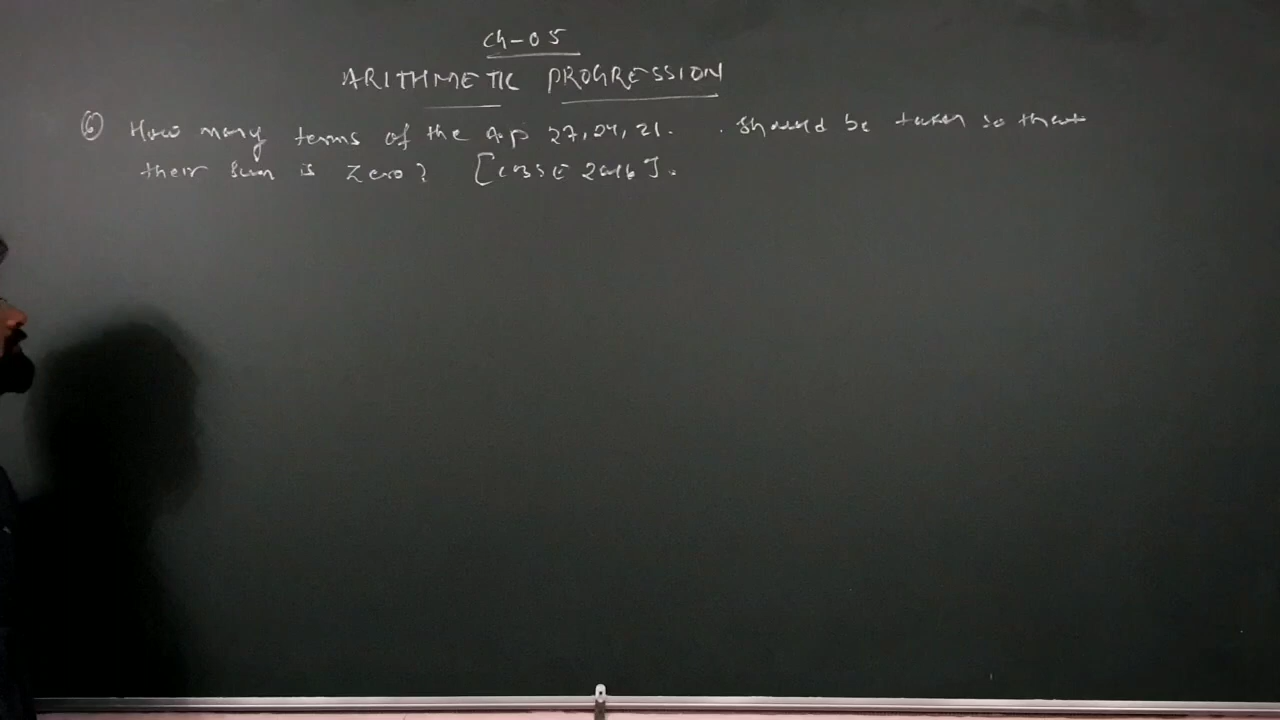 Ch-05
ARITHMETIC PROGRESSION
⑥ How many terms of the A.p 27, 24, 21. . should be taken so that
their sum is zero? [CBSE 2016].